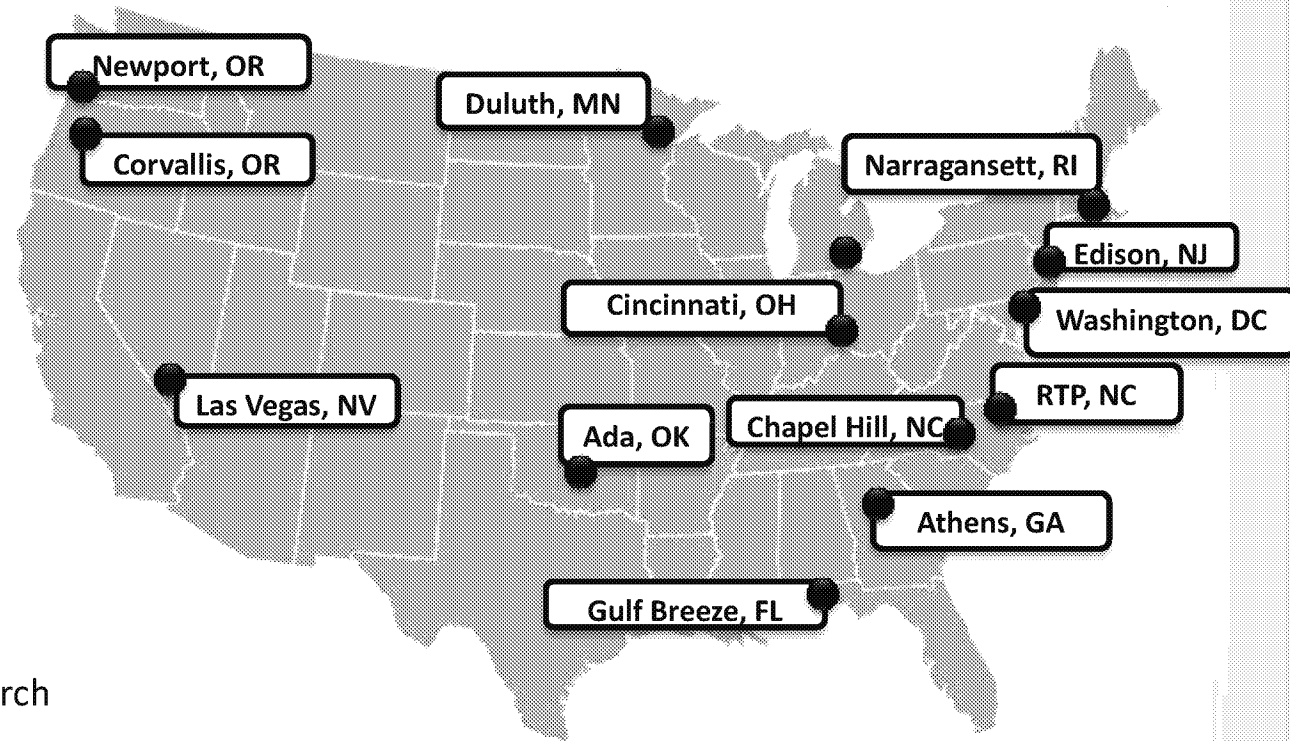 Newport, OR
Duluth, MN
Corvallis, OR
Narragansett, RI
Edison, NJ
Cincinnati, OH
Washington, DC
Las Vegas, NV
RTP, NC
Ada, OK
Chapel Hill, NC
Athens, GA
Gulf Breeze, FL
rch